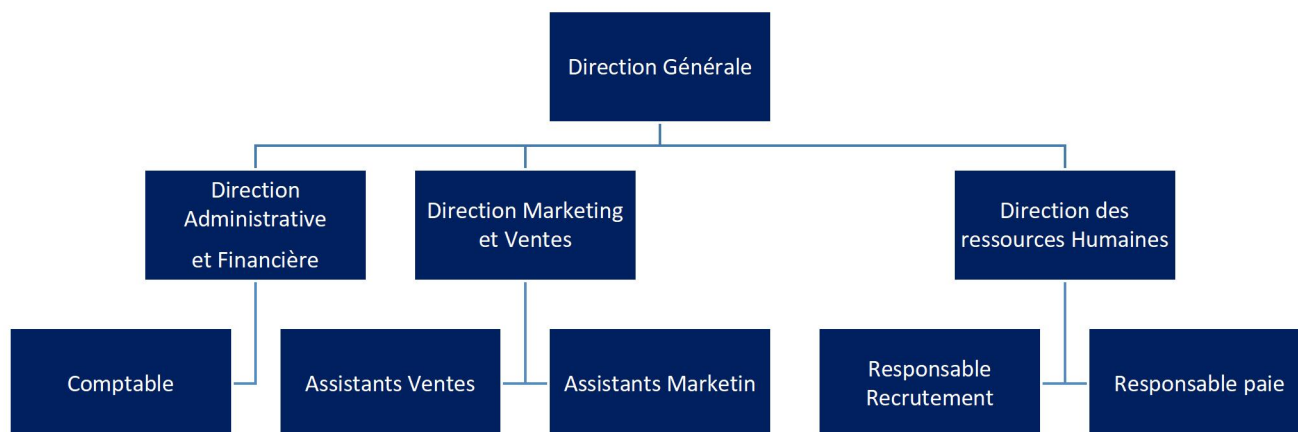 Direction Générale
Direction
Administrative
et Financière
Direction Marketing
et Ventes
Direction des
ressources Humaines
Comptable
Assistants Ventes
Assistants Marketin
Responsable
Recrutement
Responsable paie